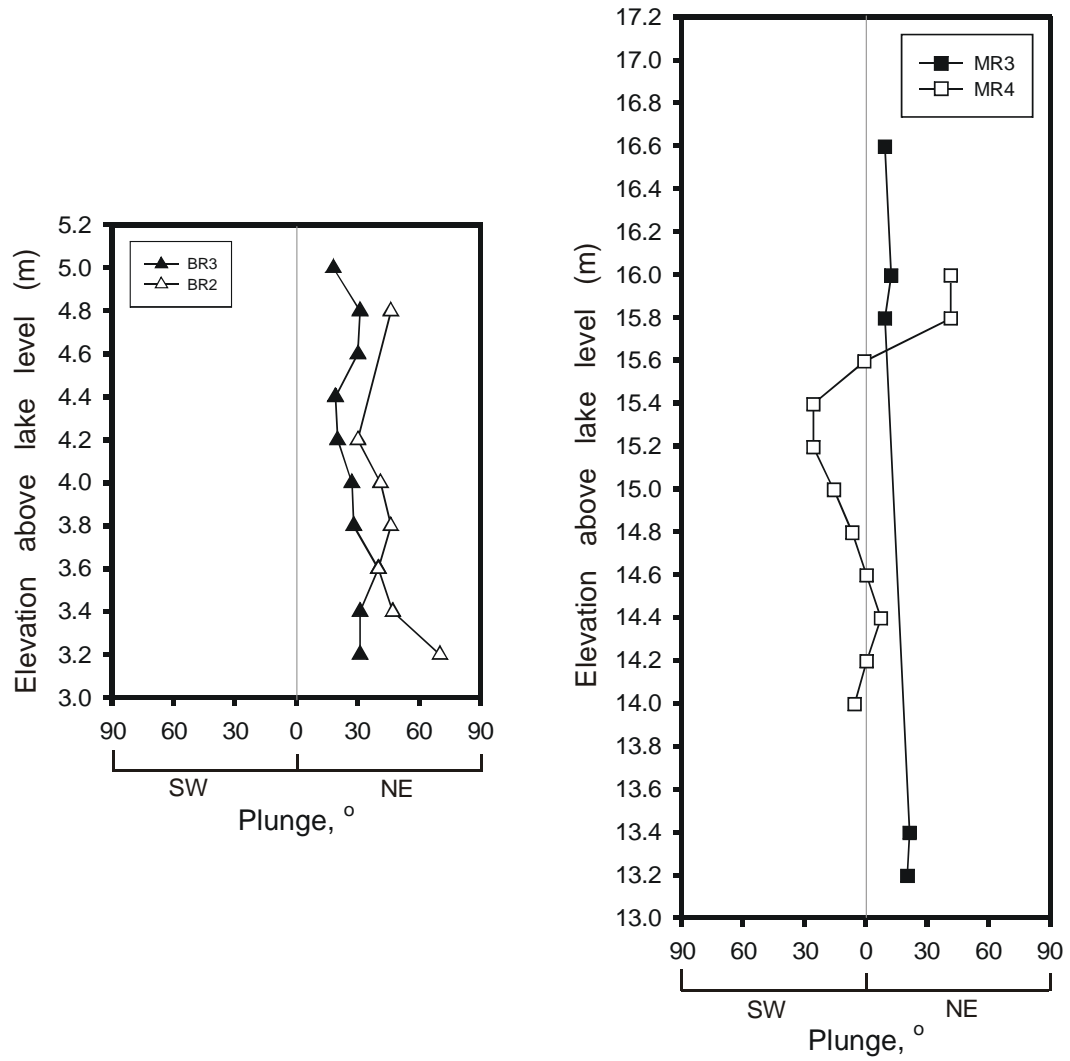 5.2
5.0
4.8
4.6
4.4
4.2
4.0
3.8
3.6
3.4
3.2
3.0
Elevation above lake level (m)
BR3
BR2
90 60 30 0 30 60 90
SW NE
Plunge, °
17.2
17.0
16.8
16.6
16.4
16.2
16.0
15.8
15.6
15.4
15.2
15.0
14.8
14.6
14.4
14.2
14.0
13.8
13.6
13.4
13.2
13.0
Elevation above lake level (m)
MR3
MR4
90 60 30 0 30 60 90
SW NE
Plunge, °